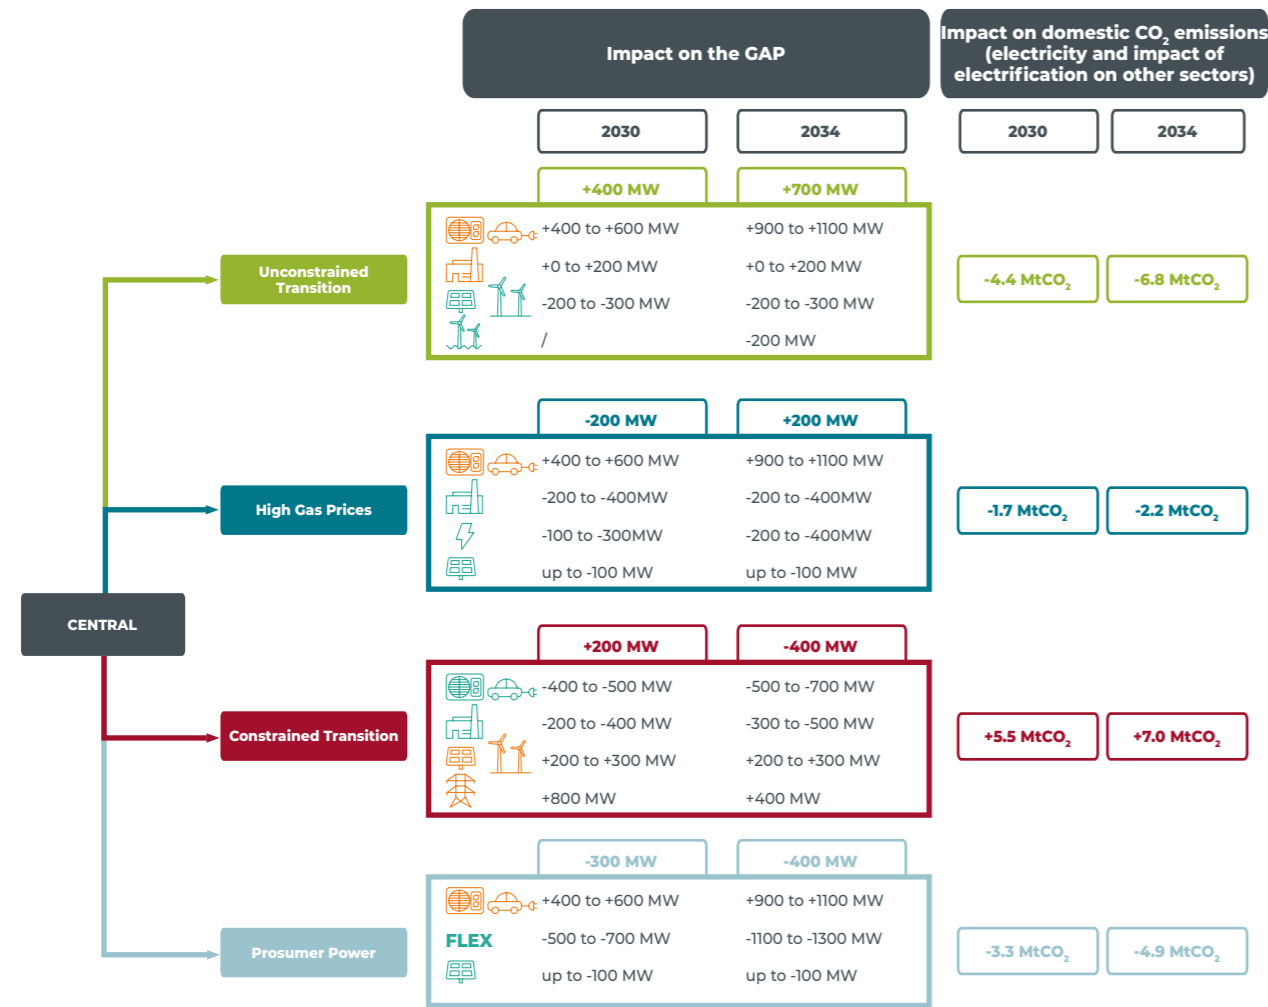 Impact on the GAP
Impact on domestic CO₂ emissions
(electricity and impact of
electrification on other sectors)
2030
2034
2030
2034
+400 MW
+700 MW
+400 to +600 MW
+900 to +1100 MW
+0 to +200 MW
+0 to +200 MW
-200 to -300 MW
-200 to -300 MW
/
-200 MW
Unconstrained
Transition
-4.4 MtCO₂
-6.8 MtCO₂
-200 MW
+200 MW
+400 to +600 MW
+900 to +1100 MW
-200 to -400MW
-200 to -400MW
-100 to -300MW
-200 to -400MW
up to -100 MW
up to -100 MW
High Gas Prices
-1.7 MtCO₂
-2.2 MtCO₂
CENTRAL
+200 MW
-400 MW
-400 to -500 MW
-500 to -700 MW
-200 to -400 MW
-300 to -500 MW
+200 to +300 MW
+200 to +300 MW
+800 MW
+400 MW
Constrained Transition
+5.5 MtCO₂
+7.0 MtCO₂
-300 MW
-400 MW
+400 to +600 MW
+900 to +1100 MW
FLEX
-500 to -700 MW
-1100 to -1300 MW
up to -100 MW
up to -100 MW
Prosumer Power
-3.3 MtCO₂
-4.9 MtCO₂